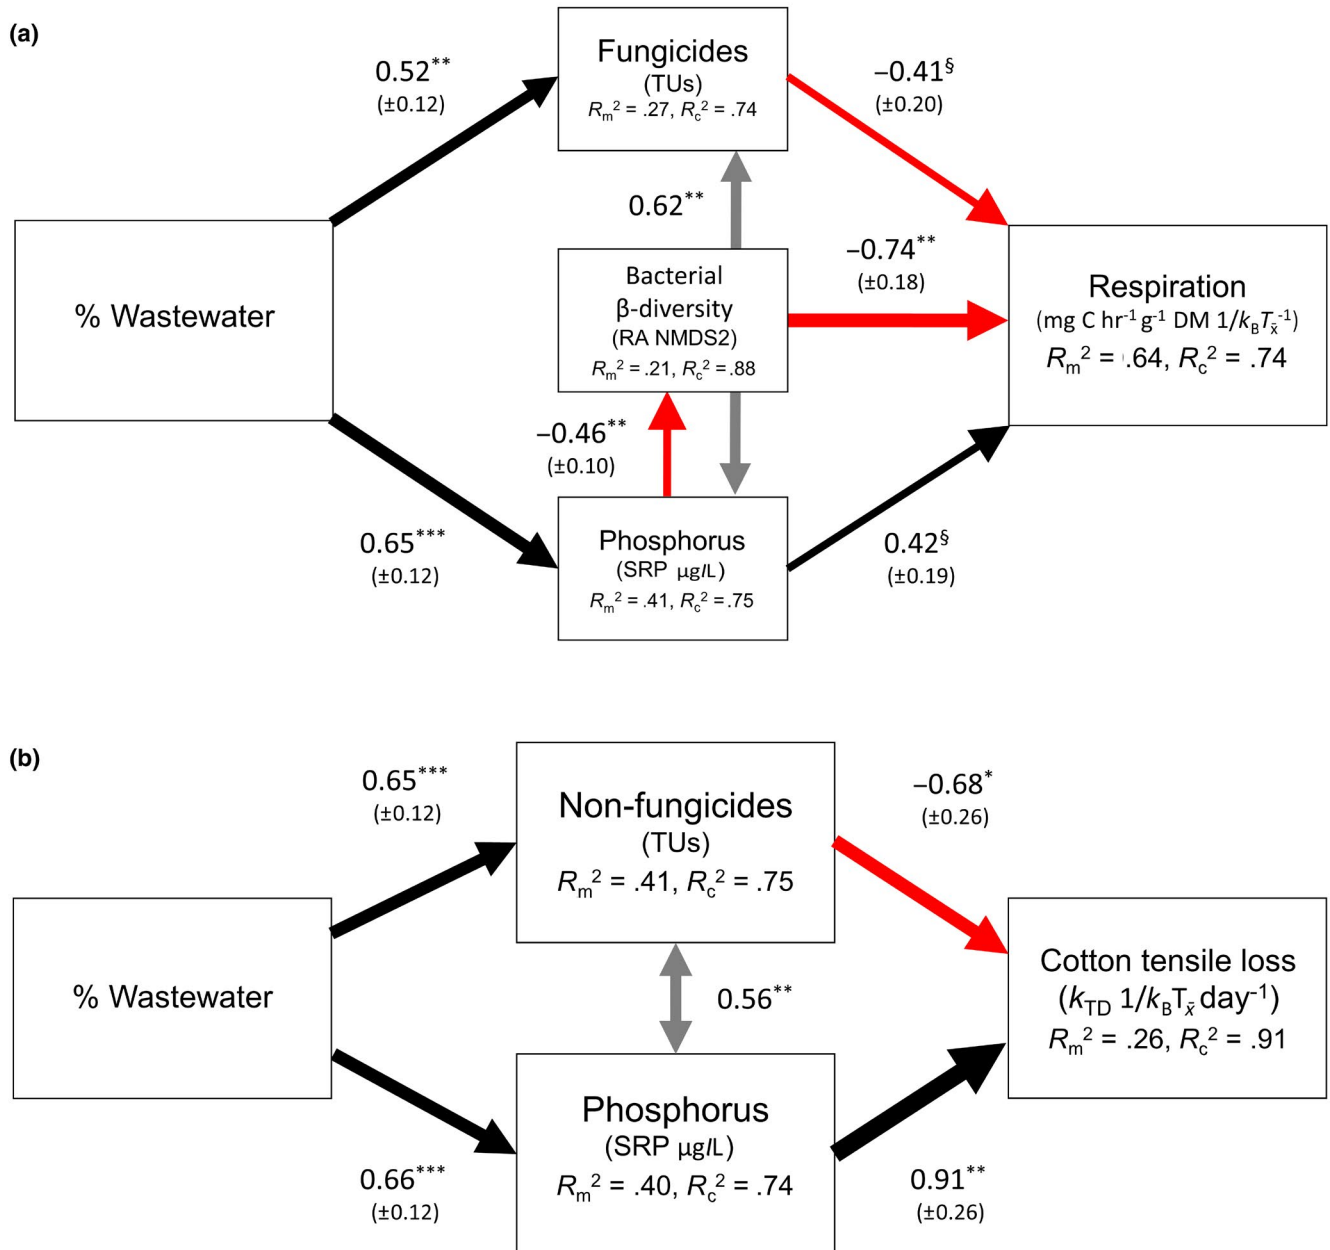 (a)
Fungicides
(TUs)
Rm² = .27, Rc² = .74
0.52**
(±0.12)
−0.41§
(±0.20)
0.62**
% Wastewater
Bacterial
β-diversity
(RA NMDS2)
Rm² = .21, Rc² = .88
−0.74**
(±0.18)
Respiration
(mg C hr⁻¹ g⁻¹ DM 1/kBTx̄⁻¹)
Rm² = .64, Rc² = .74
−0.46**
(±0.10)
0.65***
(±0.12)
Phosphorus
(SRP µg/L)
Rm² = .41, Rc² = .75
0.42§
(±0.19)
(b)
0.65***
(±0.12)
Non-fungicides
(TUs)
Rm² = .41, Rc² = .75
−0.68*
(±0.26)
% Wastewater
0.56**
Cotton tensile loss
(kTD 1/kBTx̄ day⁻¹)
Rm² = .26, Rc² = .91
0.66***
(±0.12)
Phosphorus
(SRP µg/L)
Rm² = .40, Rc² = .74
0.91**
(±0.26)